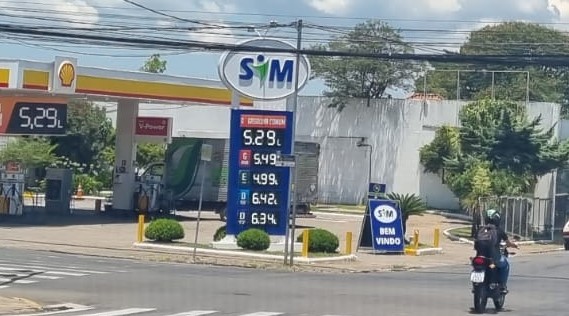 SIM
GASOLINA COMUM
5.29
5,29
V-Power
G 5.49
E 4.99
D 6.42
D 6.34
SIM
BEM
VINDO